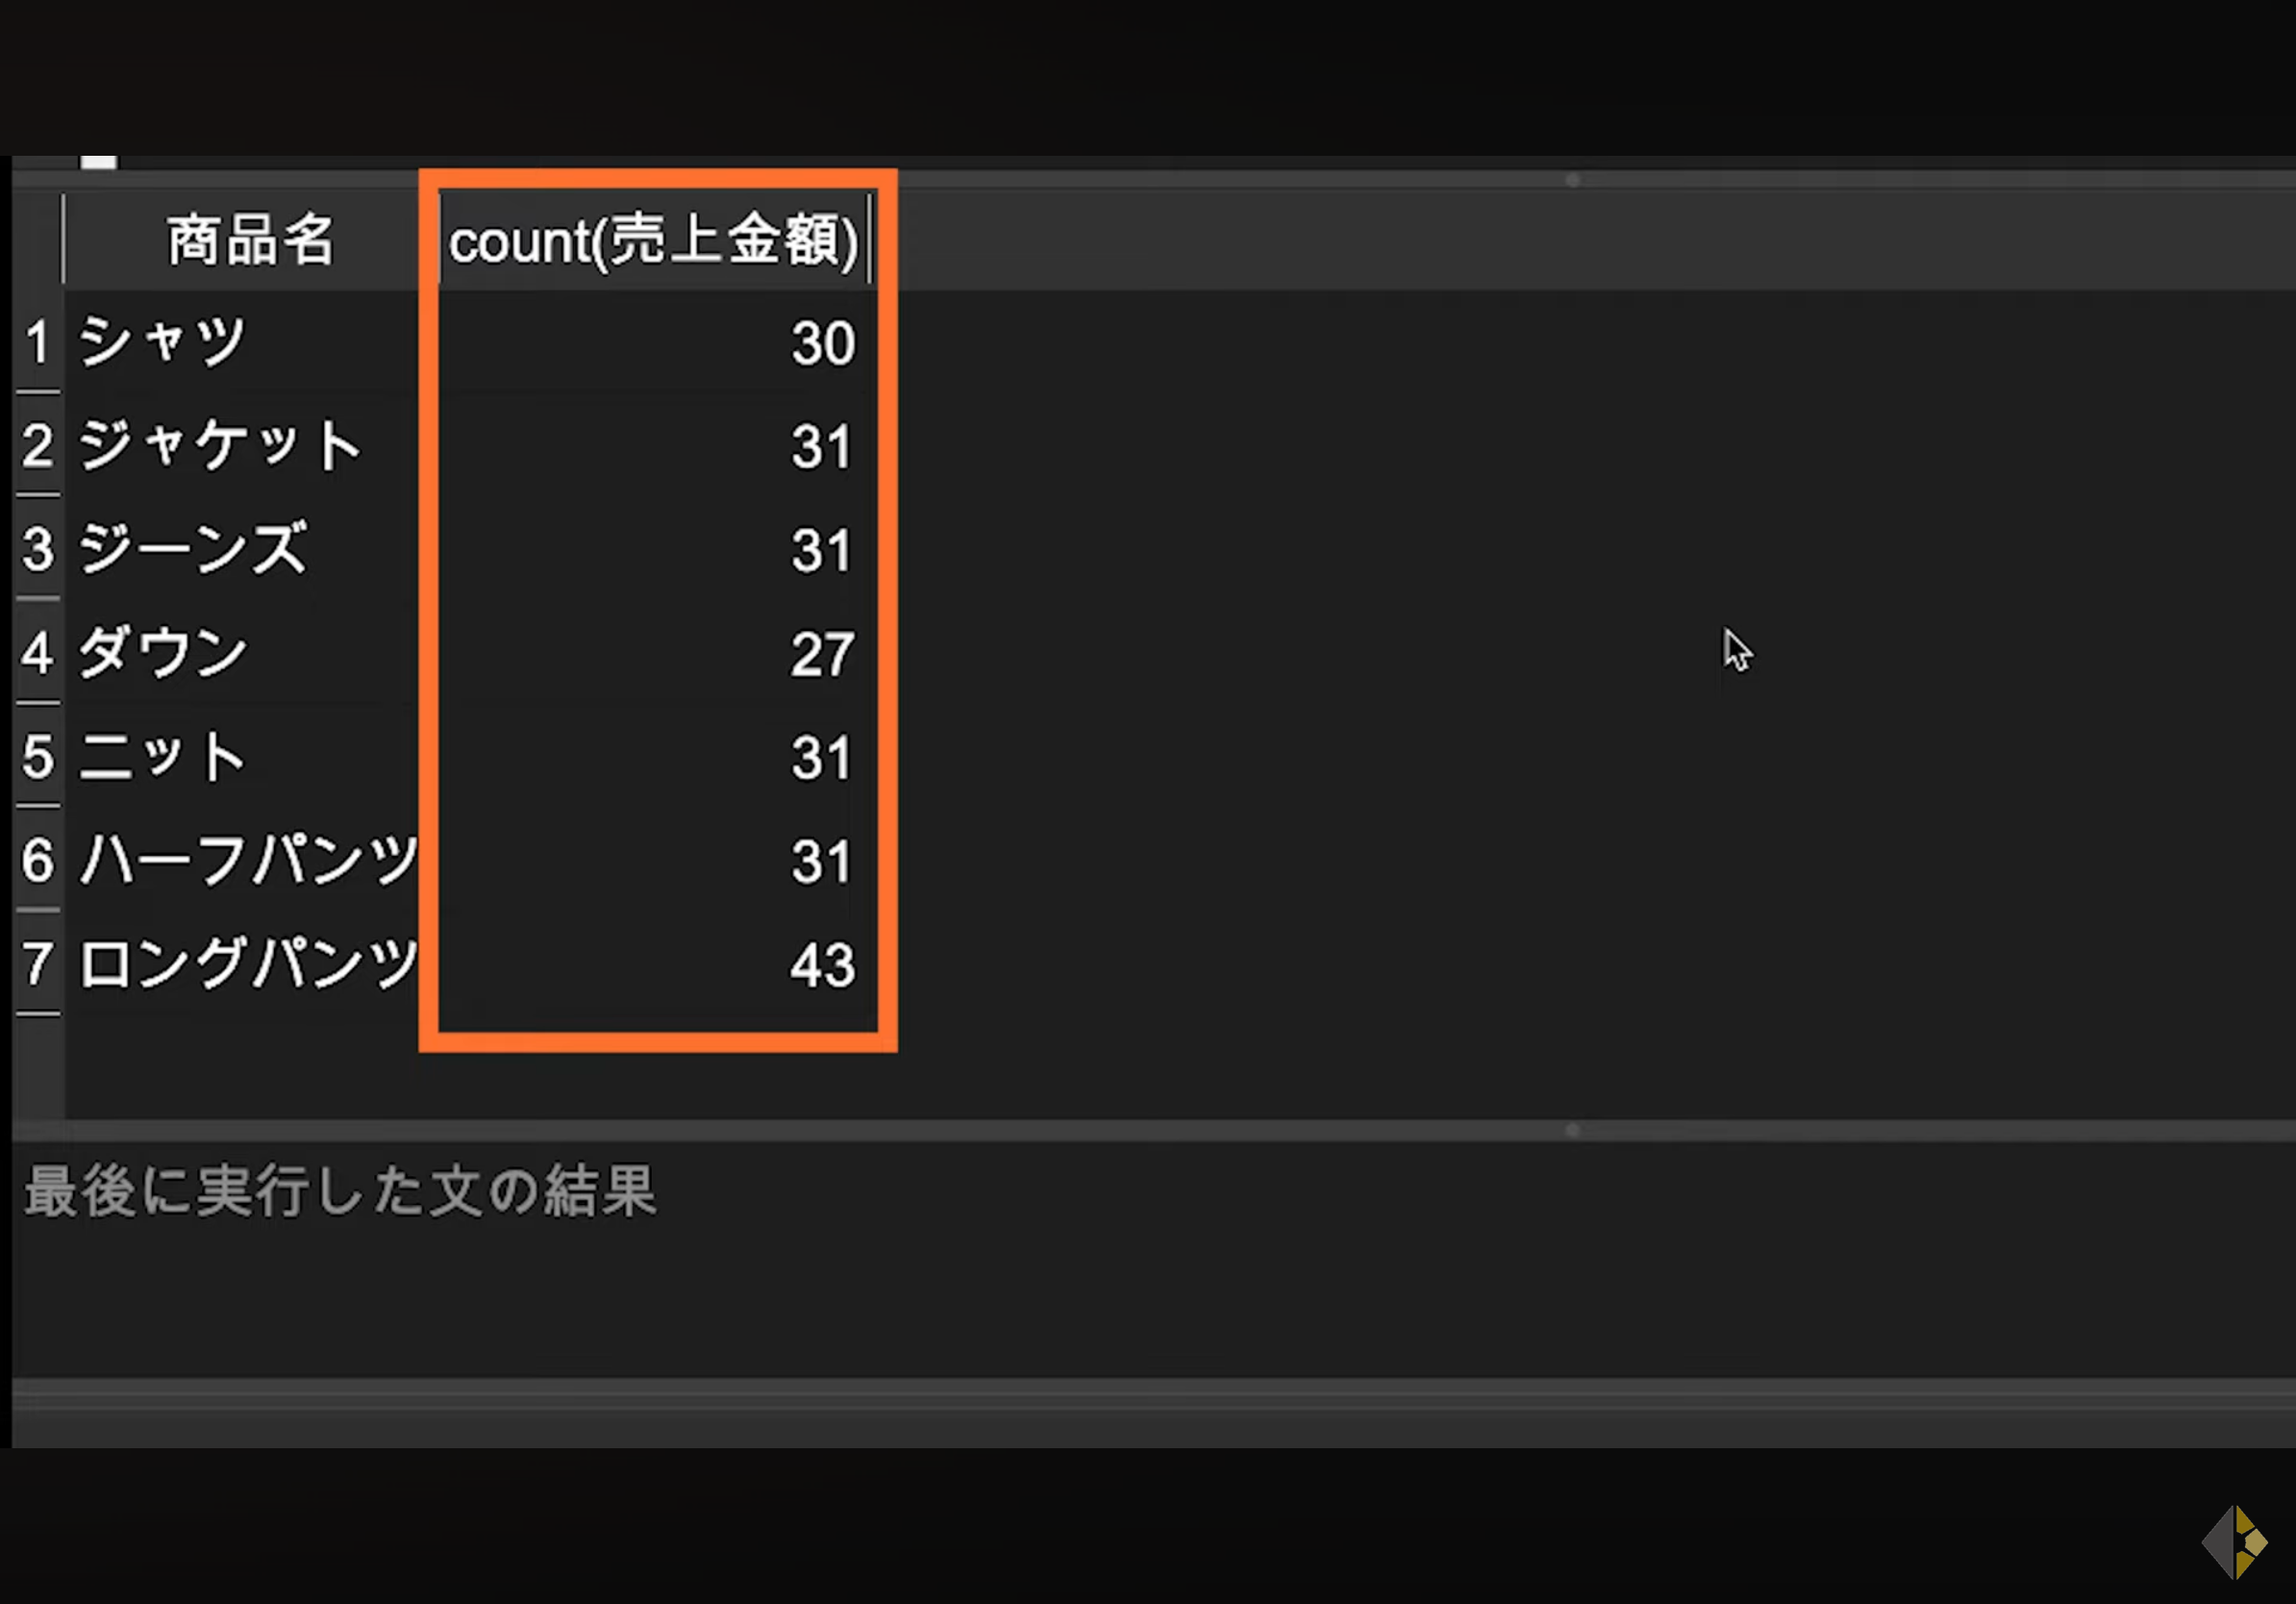 商品名 count(売上金額)
1 シャツ 30
2 ジャケット 31
3 ジーンズ 31
4 ダウン 27
5 ニット 31
6 ハーフパンツ 31
7 ロングパンツ 43
最後に実行した文の結果